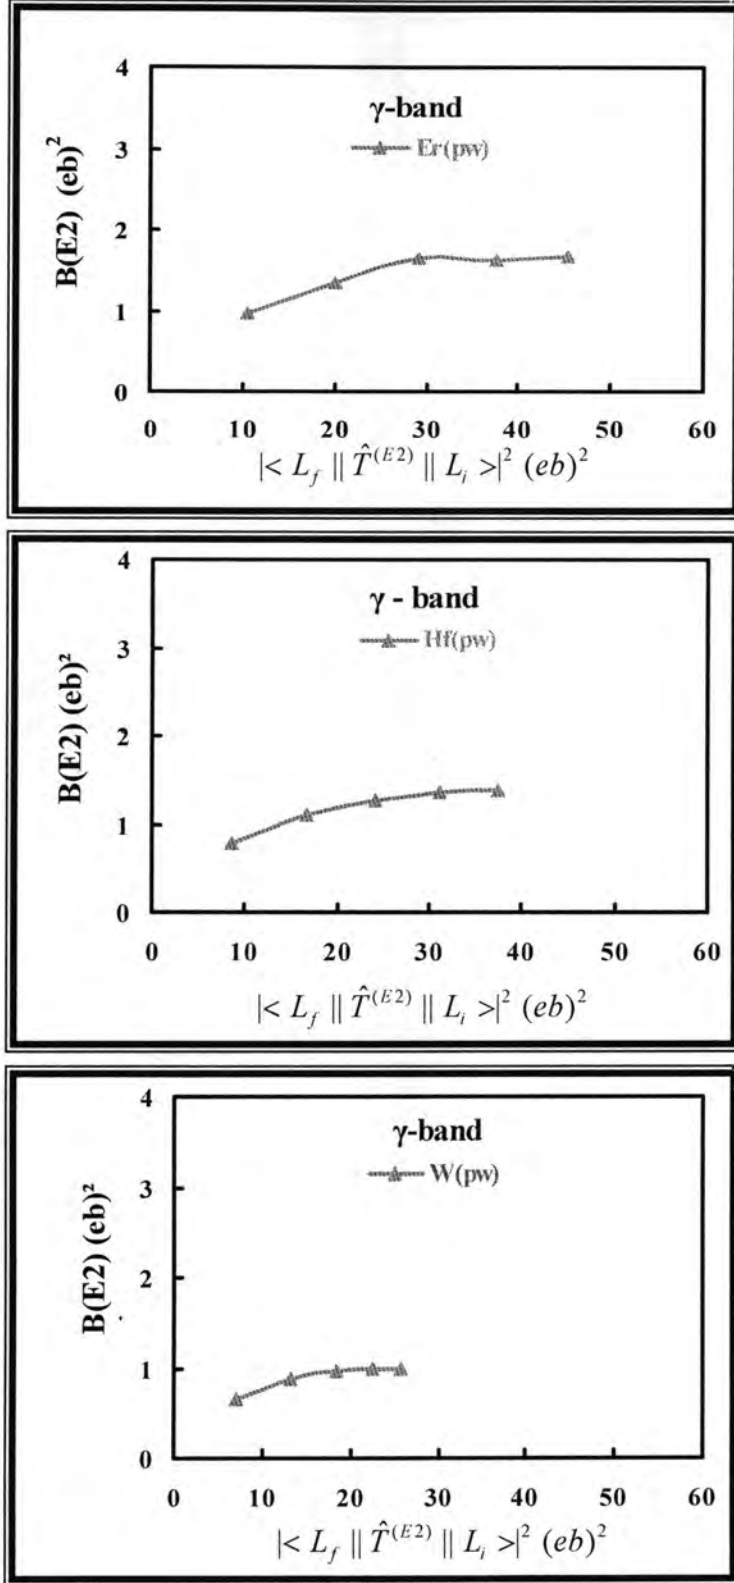 4
γ-band
Er(pw)
3
B(E2) (eb)²
2
1
0
0 10 20 30 40 50 60
|< L_f || T̂^(E2) || L_i >|² (eb)²
4
γ - band
Hf(pw)
3
B(E2) (eb)²
2
1
0
0 10 20 30 40 50 60
|< L_f || T̂^(E2) || L_i >|² (eb)²
4
γ-band
W(pw)
3
B(E2) (eb)²
2
1
0
0 10 20 30 40 50 60
|< L_f || T̂^(E2) || L_i >|² (eb)²